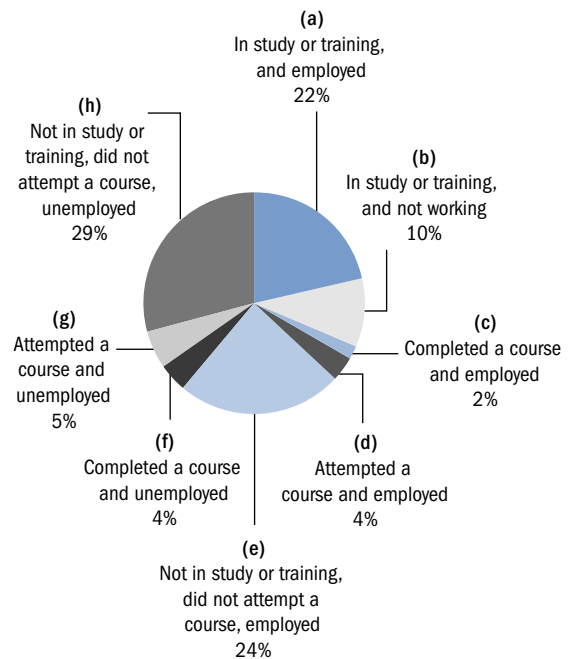 (a)
In study or training,
and employed
22%
(b)
In study or training,
and not working
10%
(c)
Completed a course
and employed
2%
(d)
Attempted a
course and employed
4%
(e)
Not in study or training,
did not attempt a
course, employed
24%
(f)
Completed a course
and unemployed
4%
(g)
Attempted a
course and
unemployed
5%
(h)
Not in study or
training, did not
attempt a course,
unemployed
29%